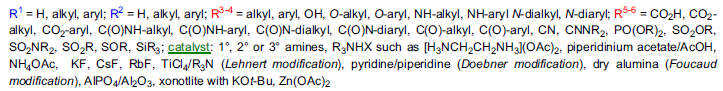 R¹ = H, alkyl, aryl; R² = H, alkyl, aryl; R³⁻⁴ = alkyl, aryl, OH, O-alkyl, O-aryl, NH-alkyl, NH-aryl N-dialkyl, N-diaryl; R⁵⁻⁶ = CO₂H, CO₂-
alkyl, CO₂-aryl, C(O)NH-alkyl, C(O)NH-aryl, C(O)N-dialkyl, C(O)N-diaryl, C(O)-alkyl, C(O)-aryl, CN, CNNR₂, PO(OR)₂, SO₂OR,
SO₂NR₂, SO₂R, SOR, SiR₃; catalyst: 1°, 2° or 3° amines, R₃NHX such as [H₃NCH₂CH₂NH₃](OAc)₂, piperidinium acetate/AcOH,
NH₄OAc, KF, CsF, RbF, TiCl₄/R₃N (Lehnert modification), pyridine/piperidine (Doebner modification), dry alumina (Foucaud
modification), AlPO₄/Al₂O₃, xonotlite with KOt-Bu, Zn(OAc)₂